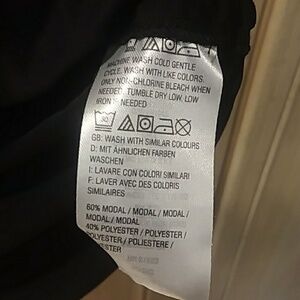 MACHINE WASH COLD GENTLE
CYCLE. WASH WITH LIKE COLORS.
ONLY NON-CHLORINE BLEACH WHEN
NEEDED. TUMBLE DRY LOW, LOW
IRON IF NEEDED
GB: WASH WITH SIMILAR COLOURS
D: MIT ÄHNLICHEN FARBEN
WASCHEN
I: LAVARE CON COLORI SIMILARI
F: LAVER AVEC DES COLORIS
SIMILAIRES
60% MODAL / MODAL / MODAL /
MODAL / MODAL
40% POLYESTER / POLYESTER /
POLYESTER / POLIESTERE /
POLYESTER